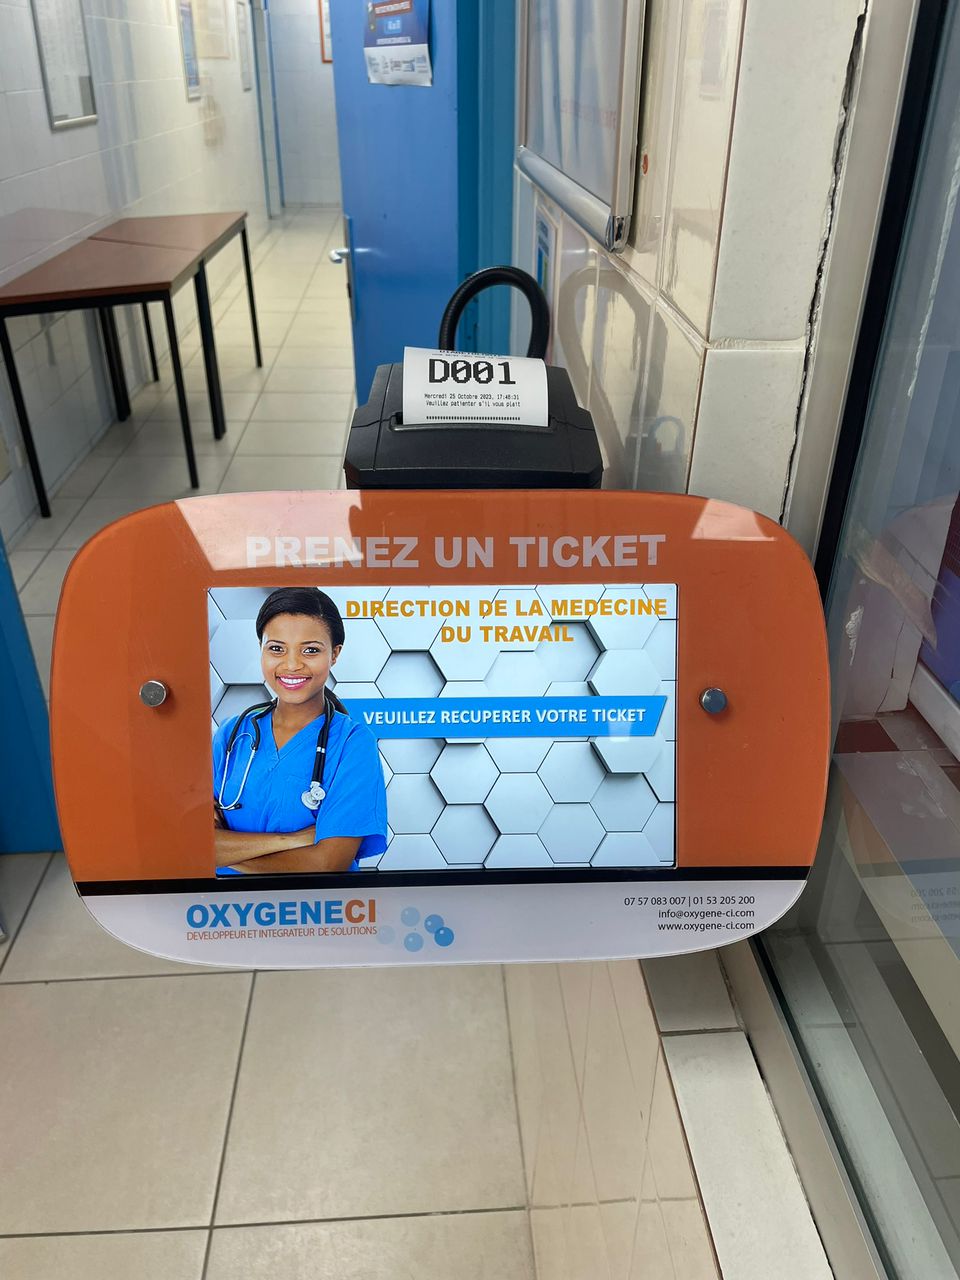 D001
Mercredi 25 Octobre 2023, 17:48:31
Veuillez patienter s'il vous plait
PRENEZ UN TICKET
DIRECTION DE LA MEDECINE
DU TRAVAIL
VEUILLEZ RECUPERER VOTRE TICKET
OXYGENECI
DEVELOPPEUR ET INTEGRATEUR DE SOLUTIONS
07 57 083 007 | 01 53 205 200
info@oxygene-ci.com
www.oxygene-ci.com